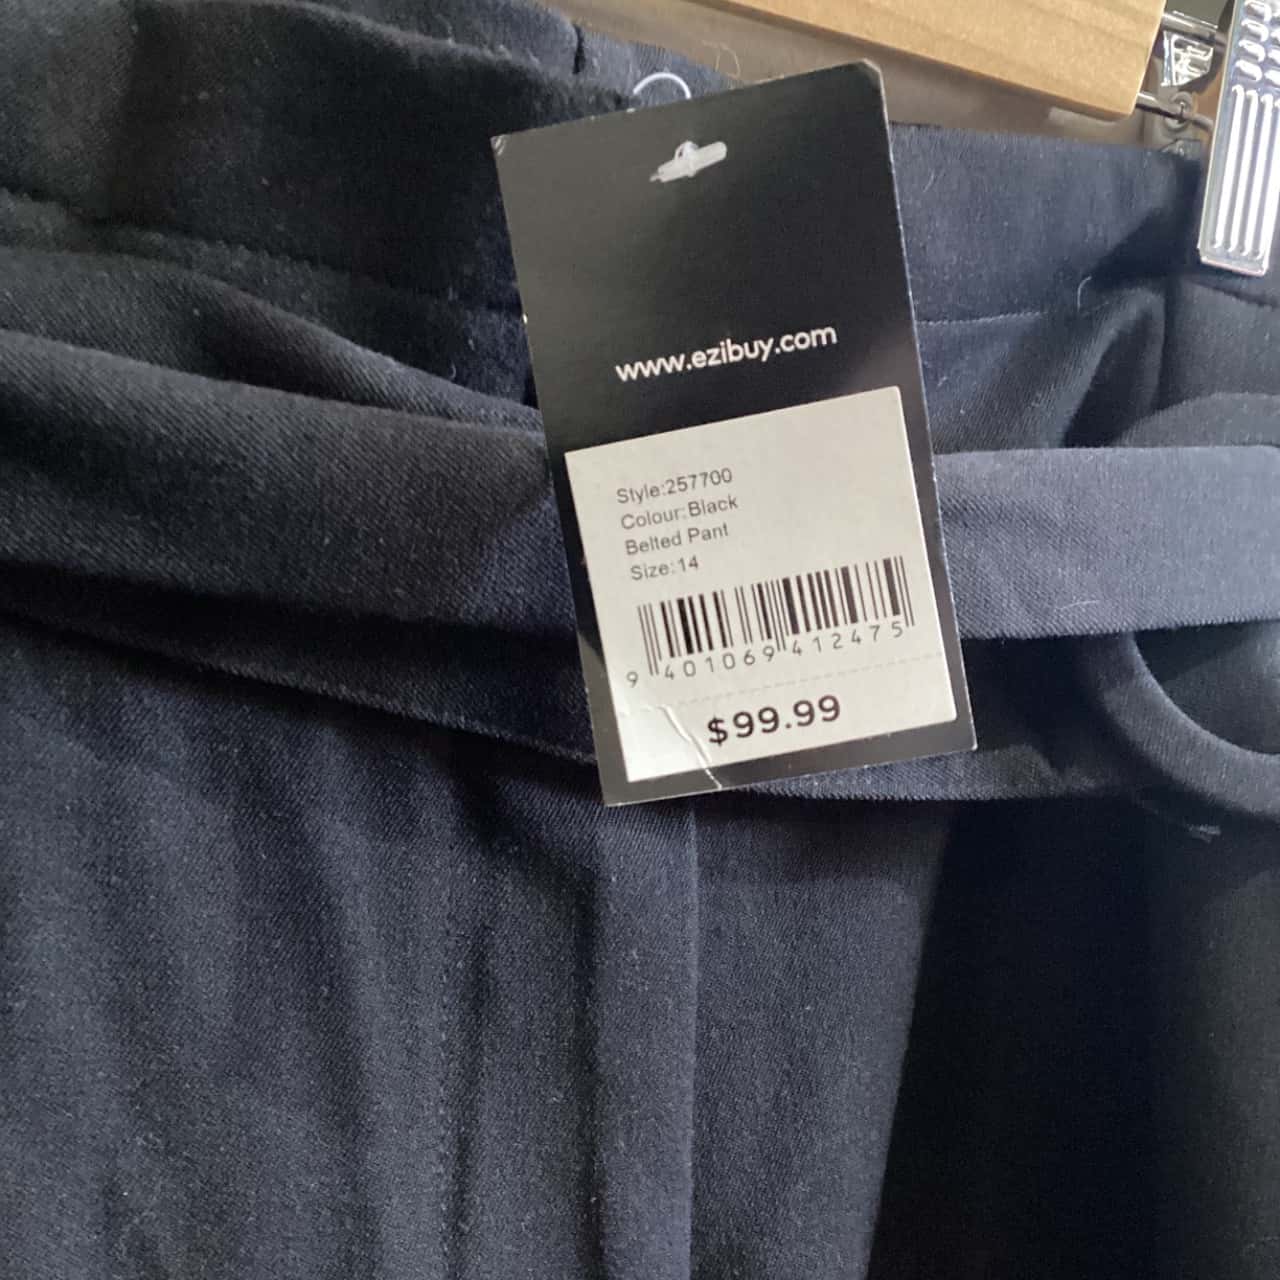 www.ezibuy.com
Style:257700
Colour:Black
Belted Pant
Size:14
9 401069 412475
$99.99